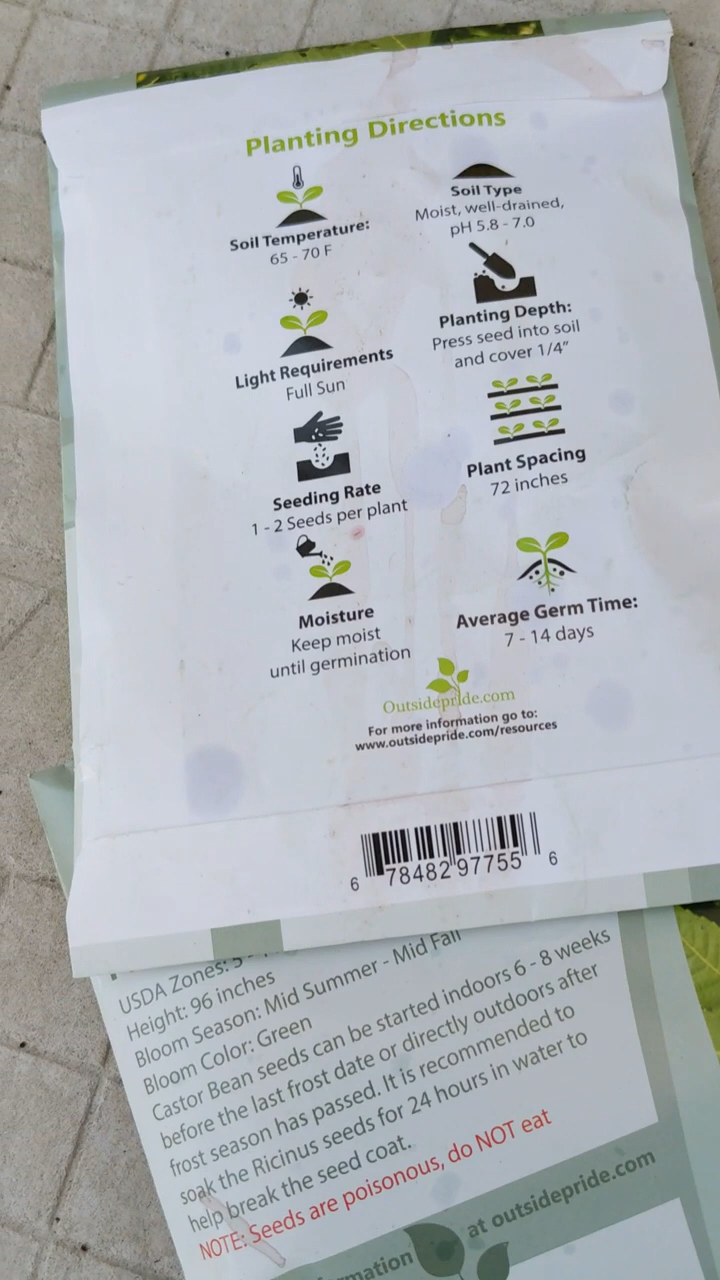 Planting Directions
Soil Temperature:
65 - 70 F
Soil Type
Moist, well-drained,
pH 5.8 - 7.0
Light Requirements
Full Sun
Planting Depth:
Press seed into soil
and cover 1/4"
Seeding Rate
1 - 2 Seeds per plant
Plant Spacing
72 inches
Moisture
Keep moist
until germination
Average Germ Time:
7 - 14 days
Outsidepride.com
For more information go to:
www.outsidepride.com/resources
6 78482 97755 6
USDA Zones: 5 -
Height: 96 inches
Bloom Season: Mid Summer - Mid Fall
Bloom Color: Green
Castor Bean seeds can be started indoors 6 - 8 weeks
before the last frost date or directly outdoors after
frost season has passed. It is recommended to
soak the Ricinus seeds for 24 hours in water to
help break the seed coat.
NOTE: Seeds are poisonous, do NOT eat
at outsidepride.com